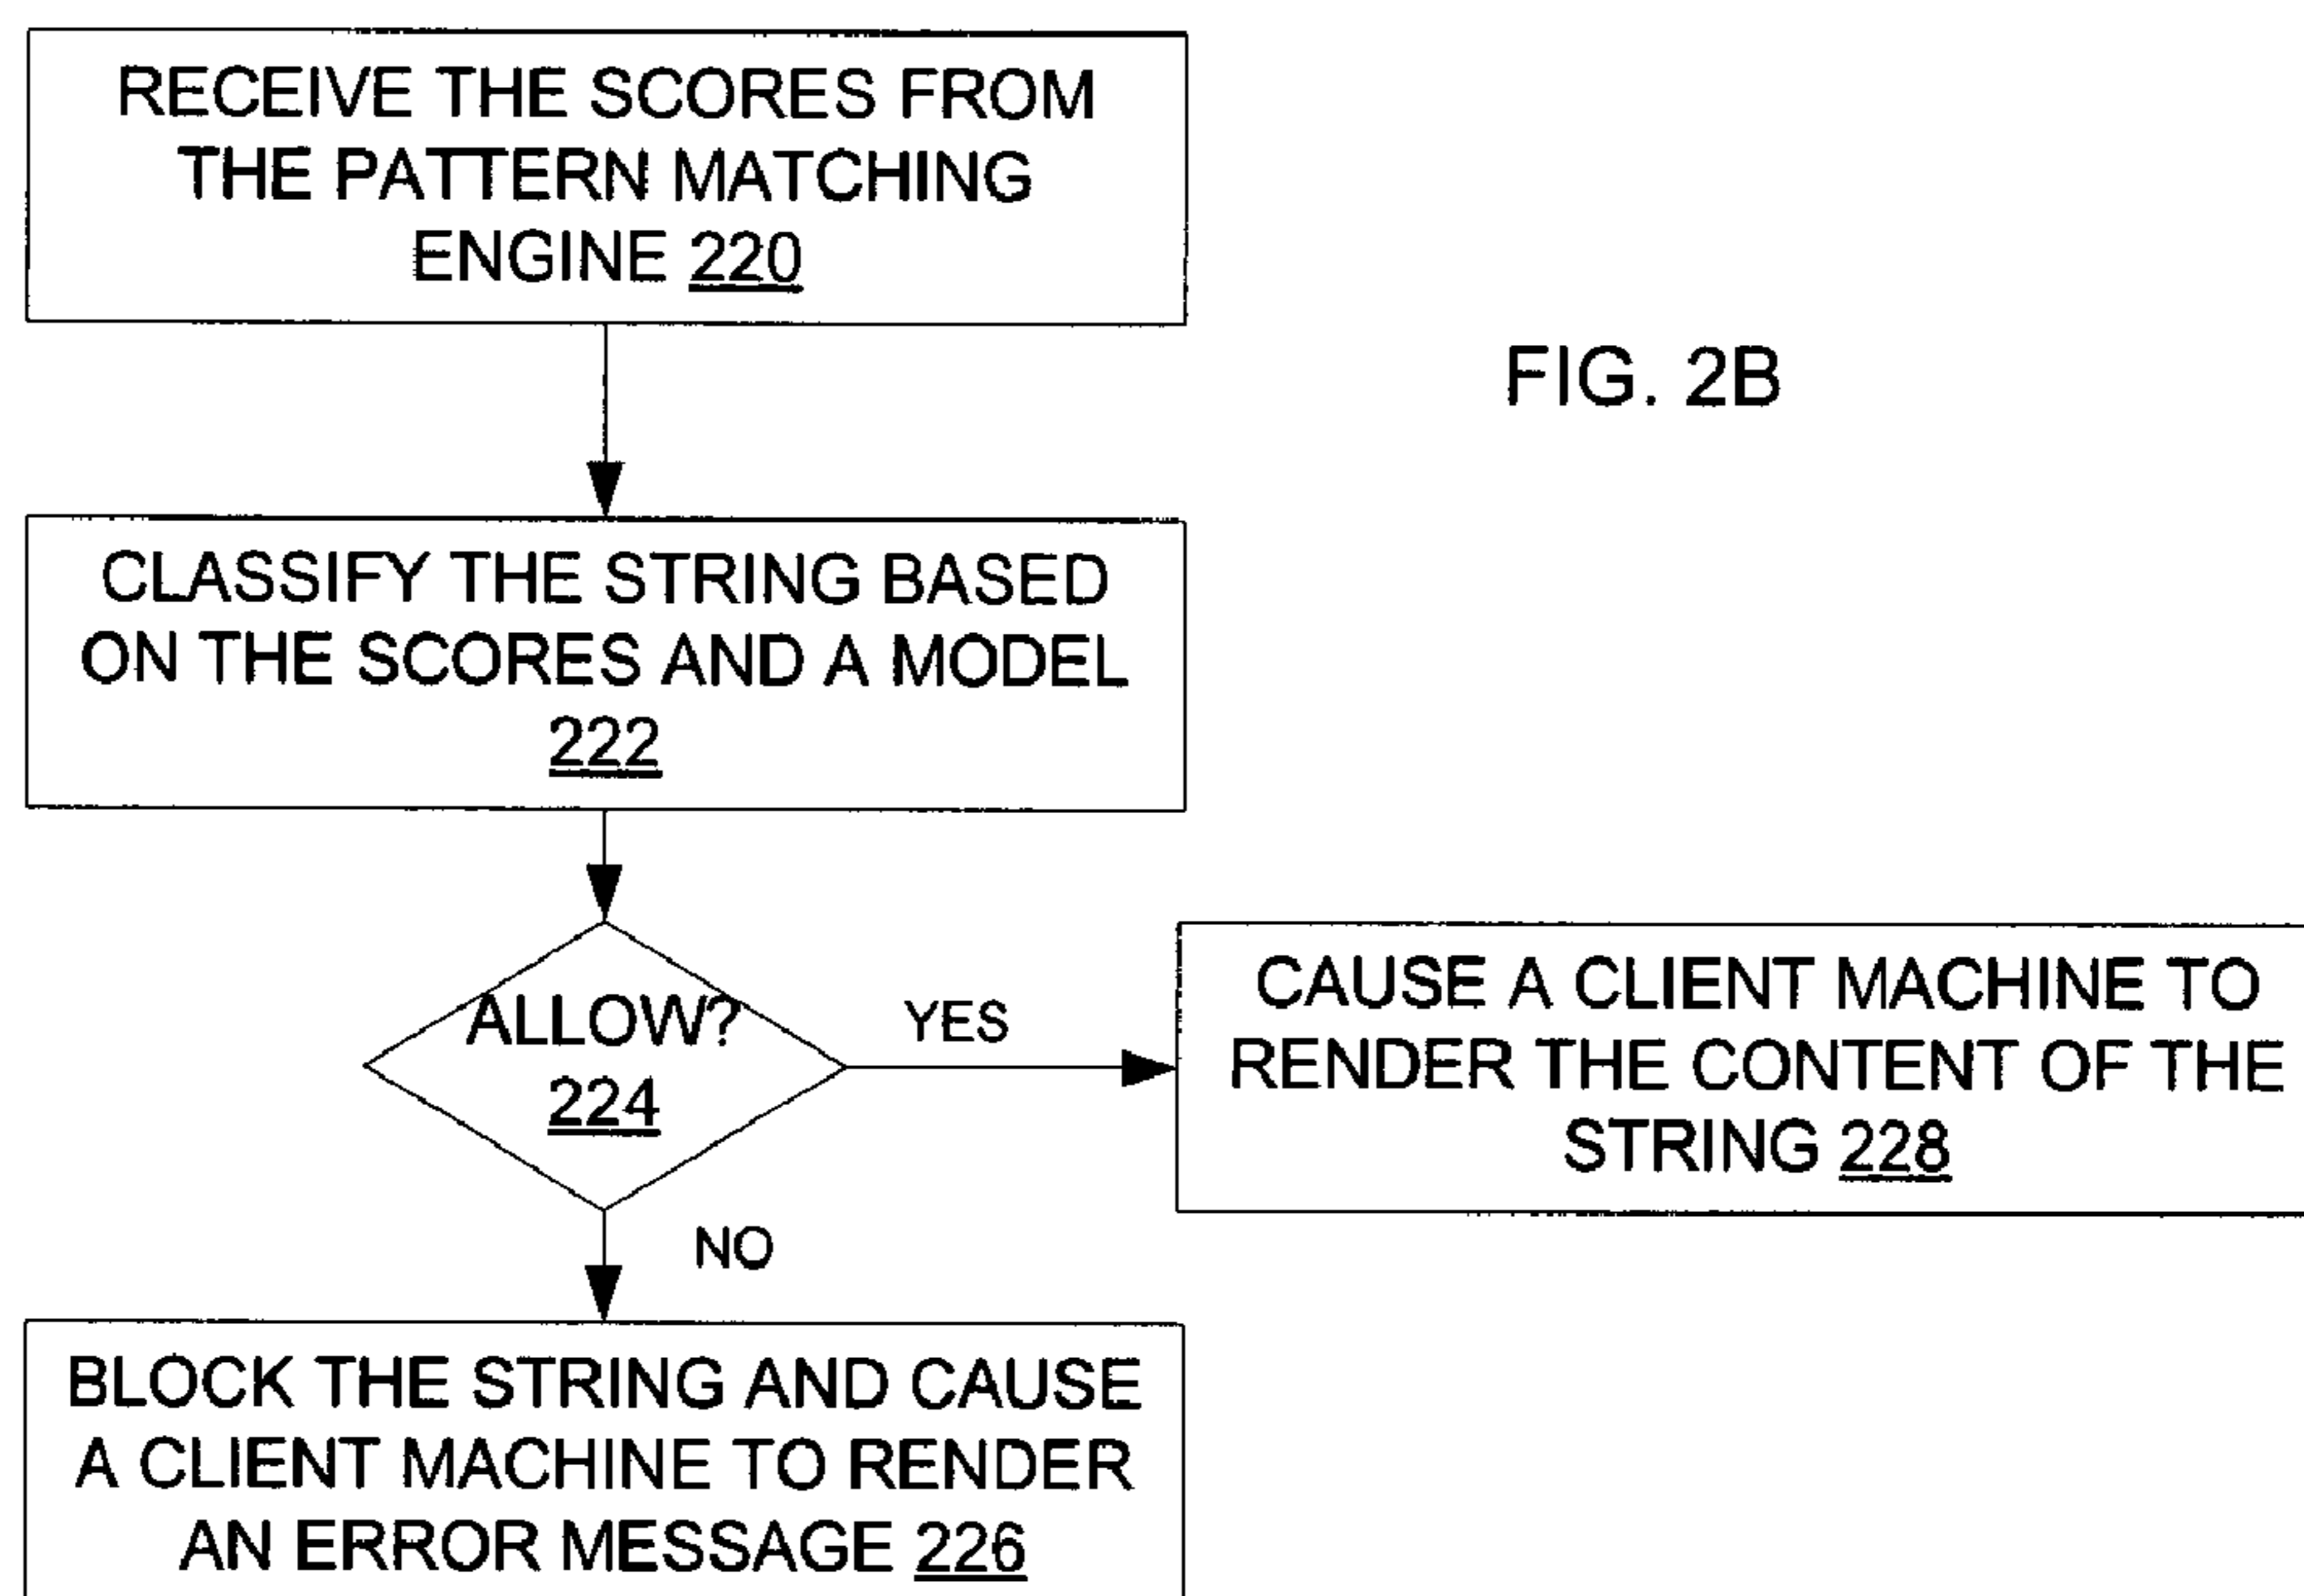 RECEIVE THE SCORES FROM
THE PATTERN MATCHING
ENGINE 220
FIG. 2B
CLASSIFY THE STRING BASED
ON THE SCORES AND A MODEL
222
ALLOW?
224
YES
CAUSE A CLIENT MACHINE TO
RENDER THE CONTENT OF THE
STRING 228
NO
BLOCK THE STRING AND CAUSE
A CLIENT MACHINE TO RENDER
AN ERROR MESSAGE 226